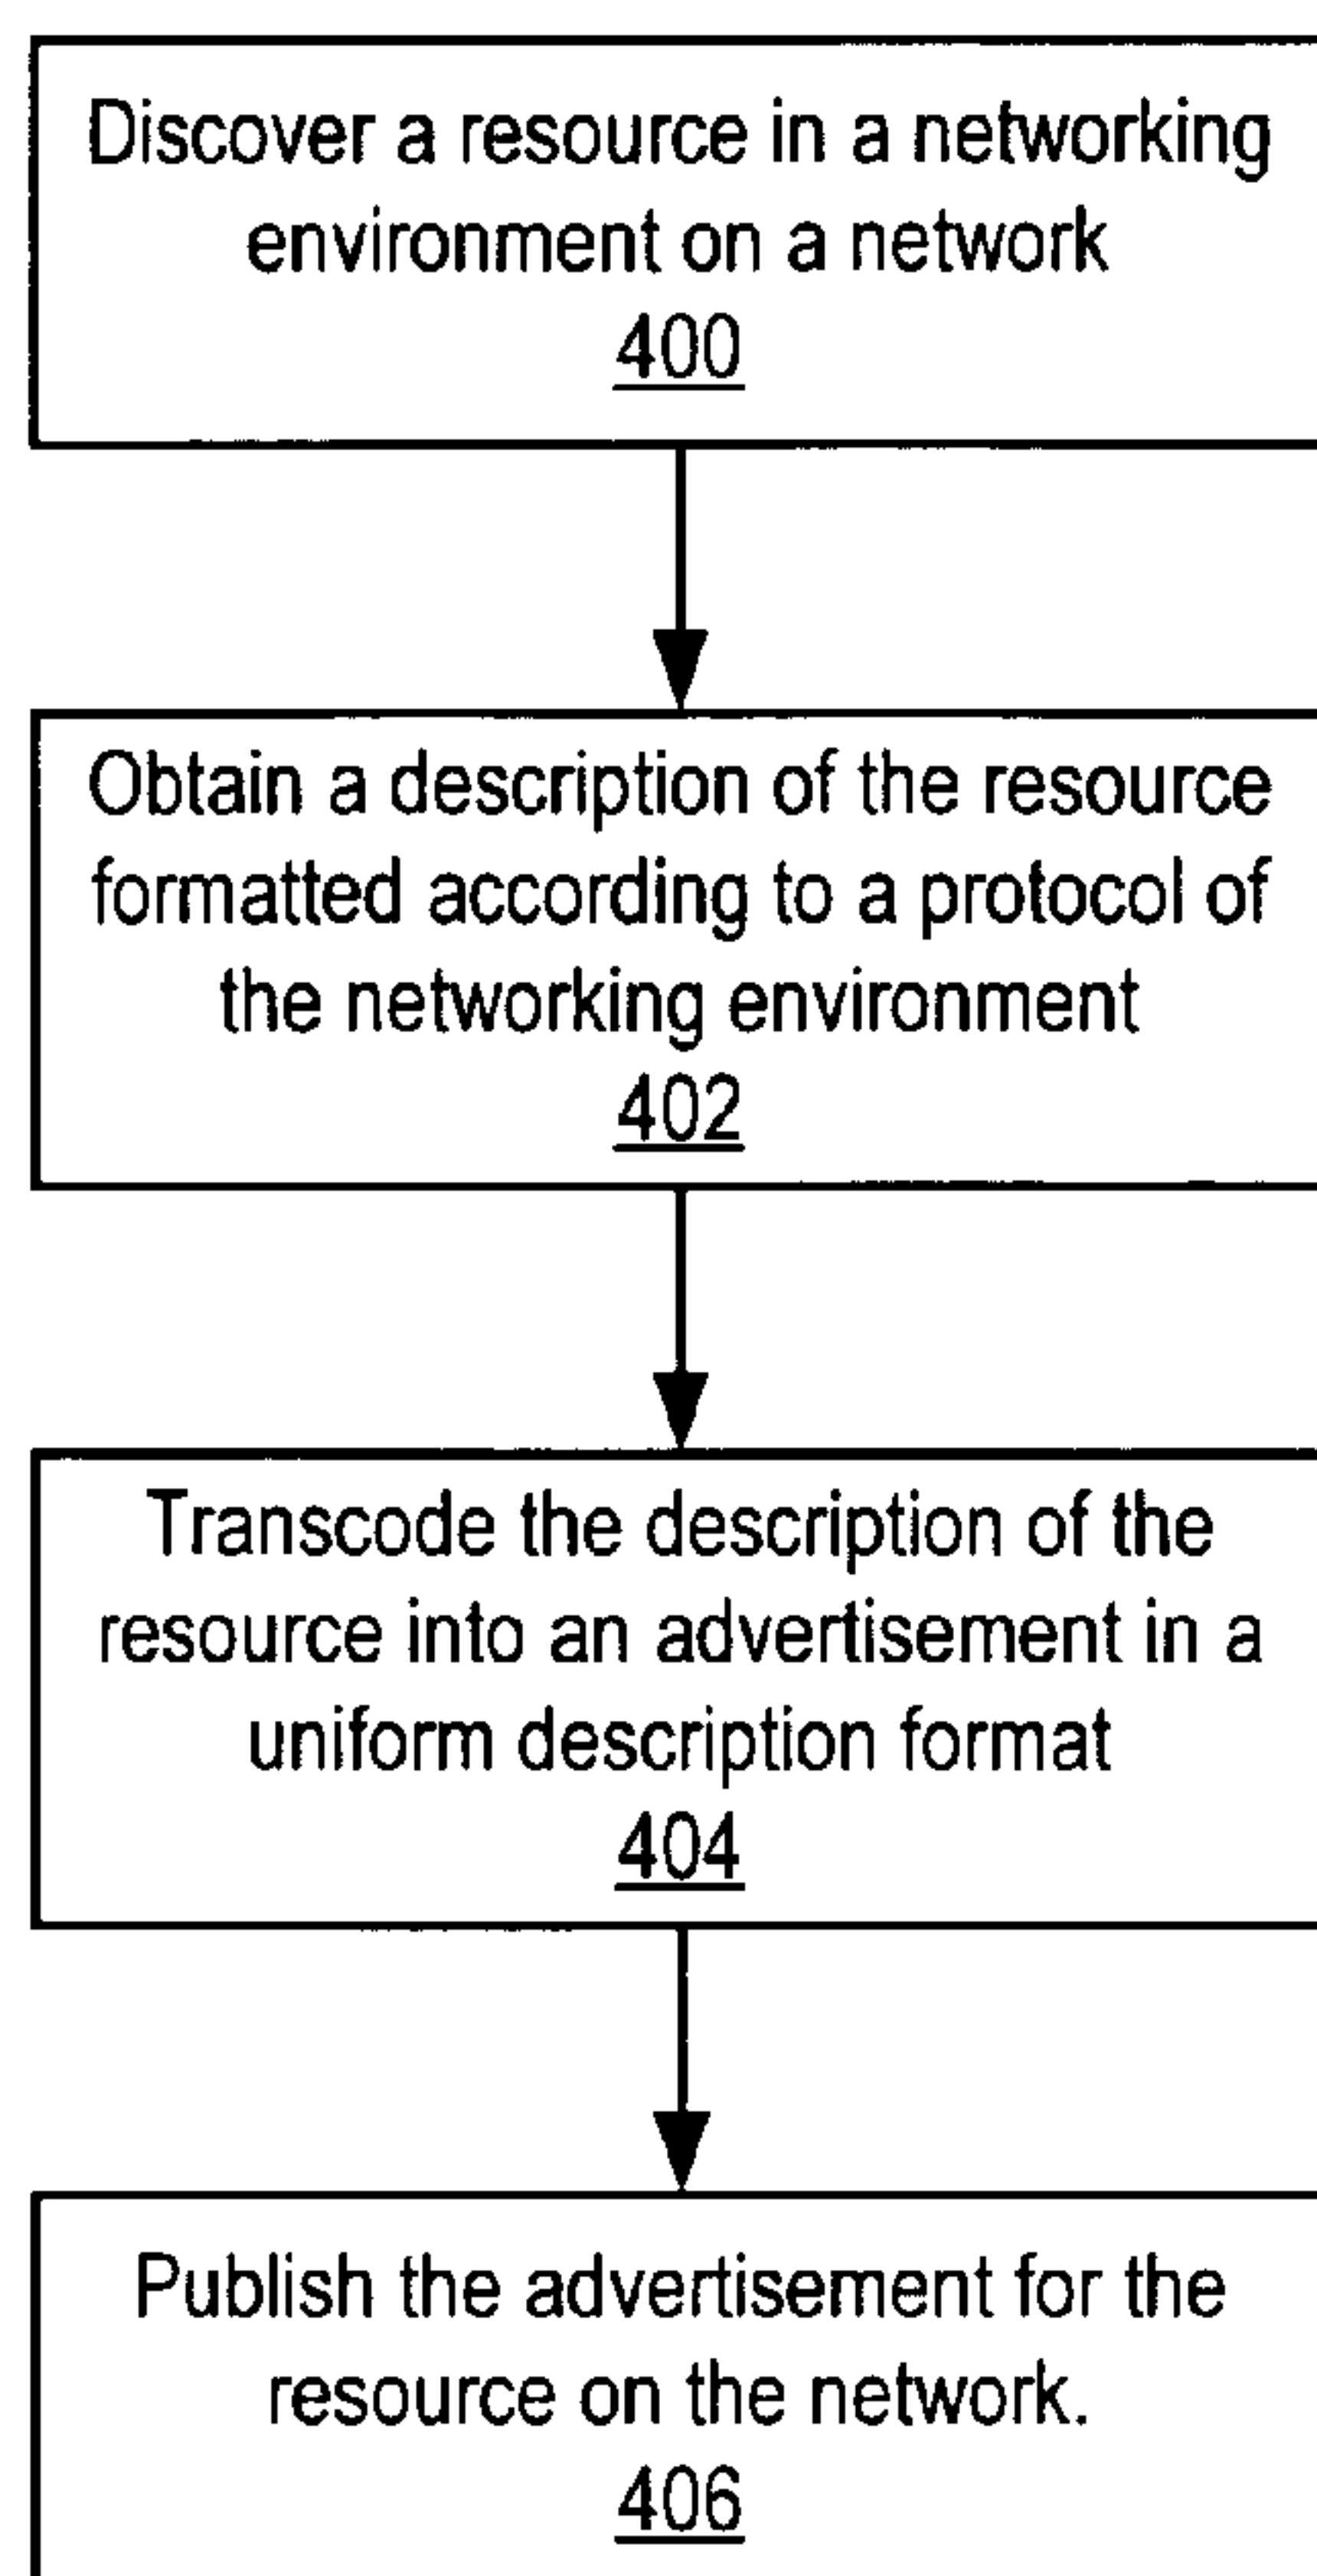 Discover a resource in a networking
environment on a network
400
Obtain a description of the resource
formatted according to a protocol of
the networking environment
402
Transcode the description of the
resource into an advertisement in a
uniform description format
404
Publish the advertisement for the
resource on the network.
406